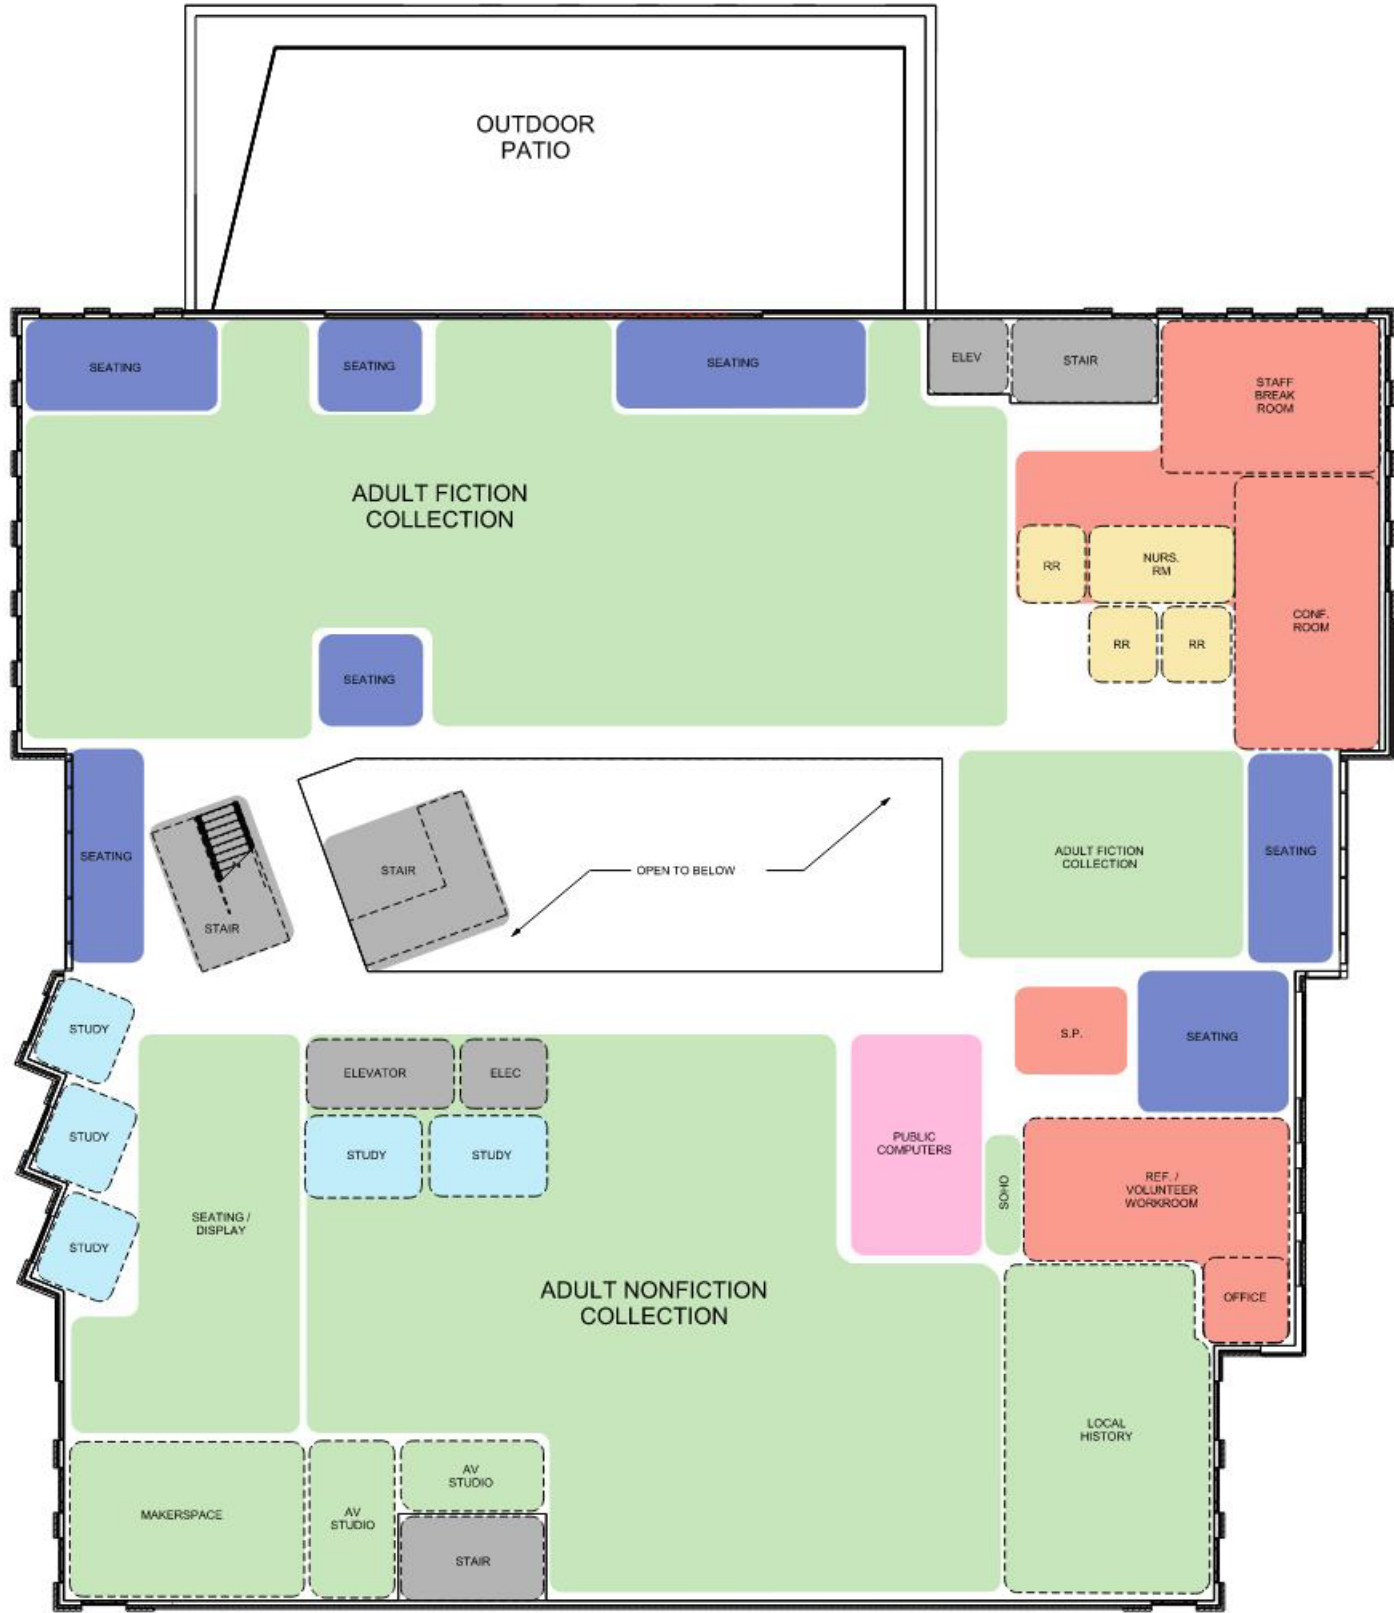 OUTDOOR
PATIO
SEATING
SEATING
SEATING
ELEV
STAIR
STAFF
BREAK
ROOM
ADULT FICTION
COLLECTION
RR
NURS.
RM
CONF.
ROOM
RR
RR
SEATING
SEATING
STAIR
STAIR
OPEN TO BELOW
ADULT FICTION
COLLECTION
SEATING
STUDY
S.P.
SEATING
ELEVATOR
ELEC
STUDY
STUDY
STUDY
PUBLIC
COMPUTERS
SOHO
REF. /
VOLUNTEER
WORKROOM
SEATING /
DISPLAY
STUDY
ADULT NONFICTION
COLLECTION
OFFICE
LOCAL
HISTORY
MAKERSPACE
AV
STUDIO
AV
STUDIO
STAIR